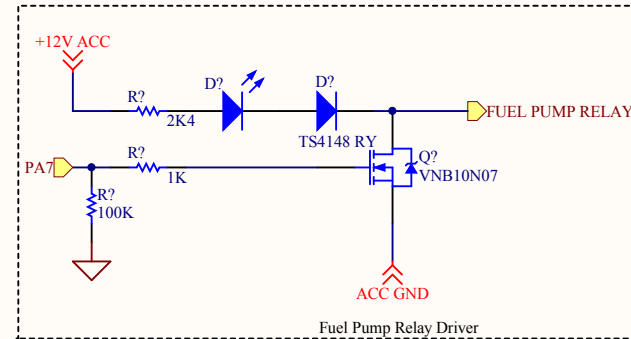 +12V ACC
R?
2K4
D?
D?
TS4148 RY
FUEL PUMP RELAY
PA7
R?
1K
R?
100K
Q?
VNB10N07
ACC GND
Fuel Pump Relay Driver